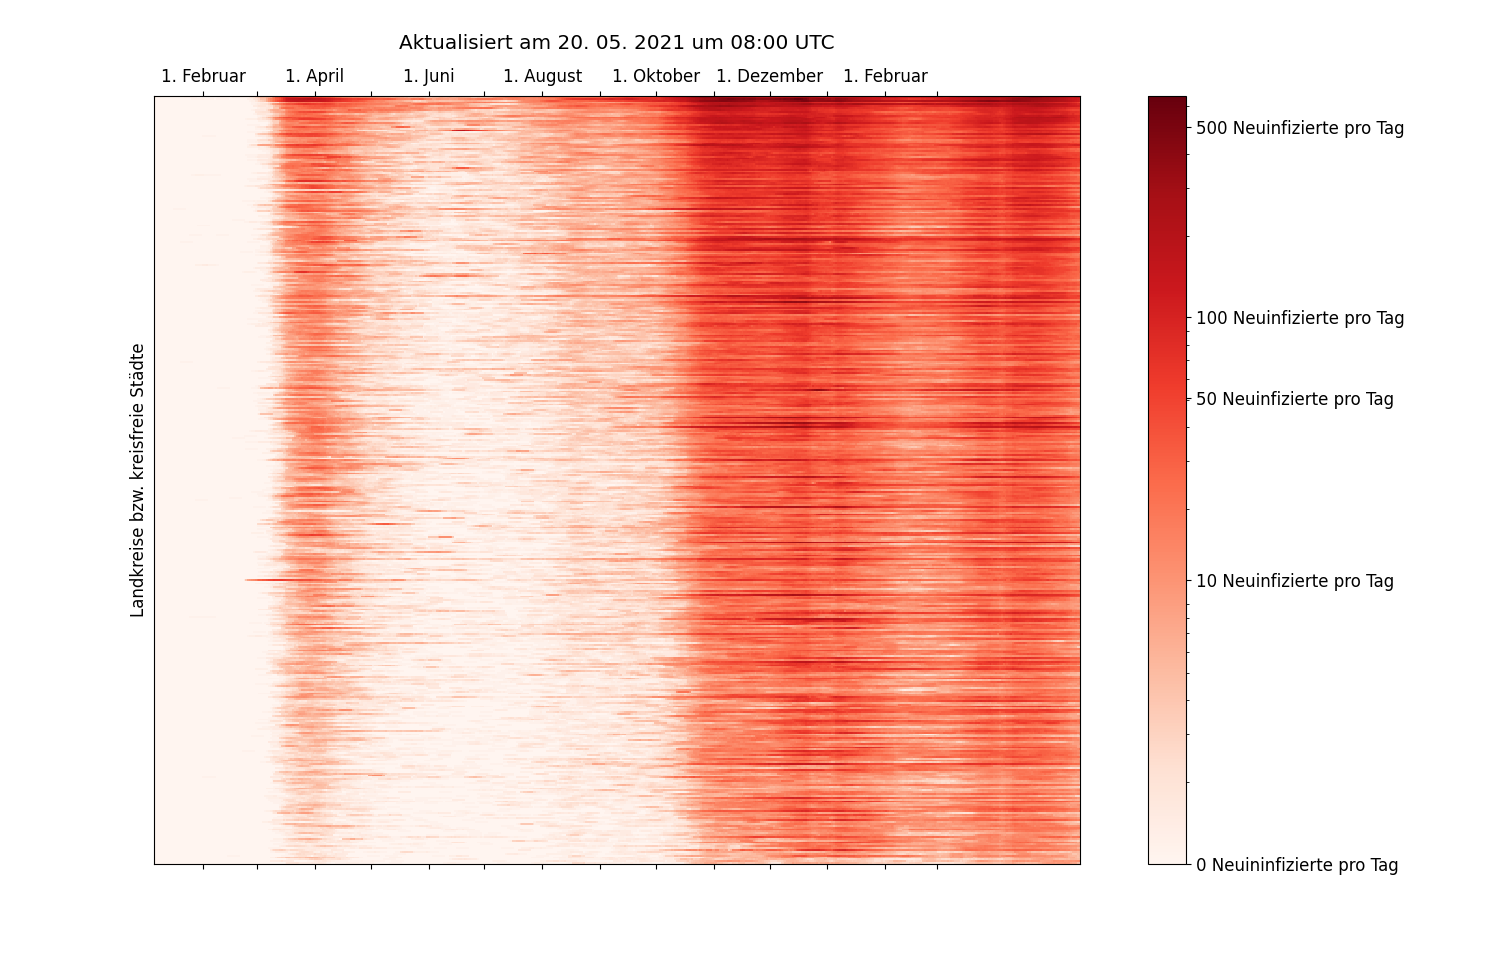 Aktualisiert am 20. 05. 2021 um 08:00 UTC
1. Februar
1. April
1. Juni
1. August
1. Oktober
1. Dezember
1. Februar
Landkreise bzw. kreisfreie Städte
500 Neuinfizierte pro Tag
100 Neuinfizierte pro Tag
50 Neuinfizierte pro Tag
10 Neuinfizierte pro Tag
0 Neuininfizierte pro Tag